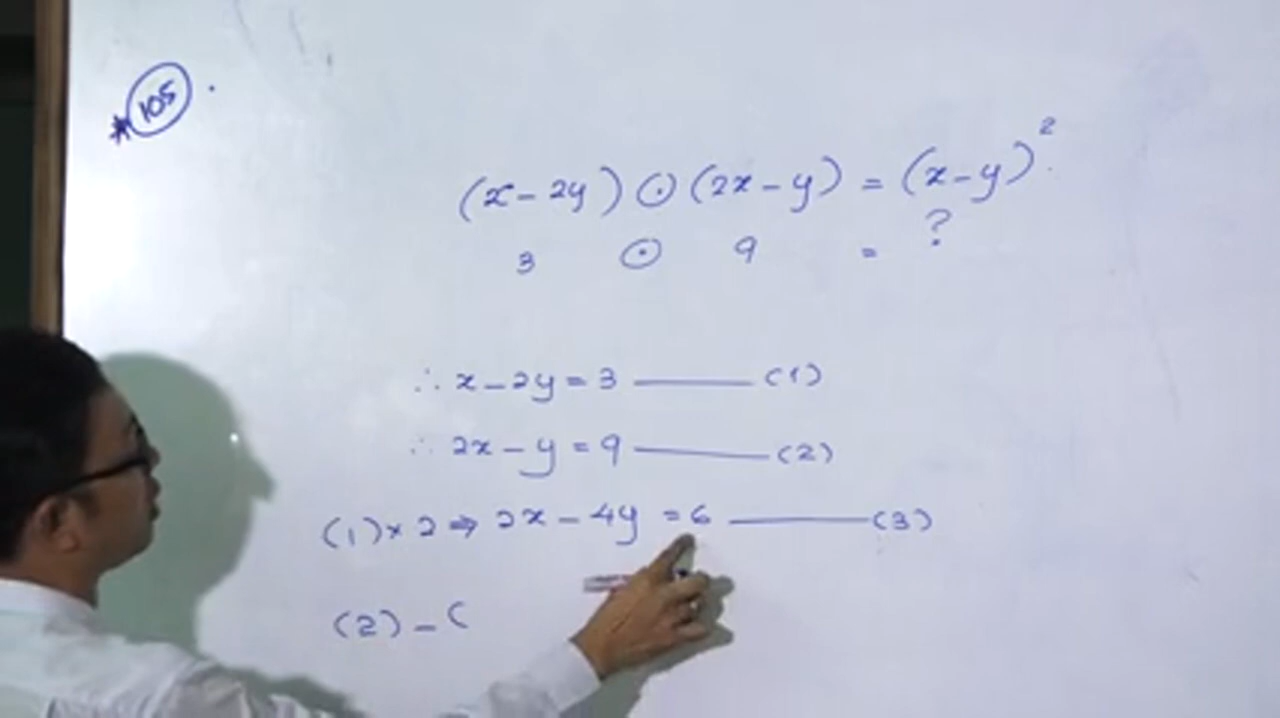 * 105 .
(x-2y) ⊙ (2x-y) = (x-y)².
3 ⊙ 9 = ?
∴ x-2y = 3 ——— (1)
∴ 2x-y = 9 ——— (2)
(1)×2 ⇒ 2x-4y = 6 ——— (3)
(2)-(